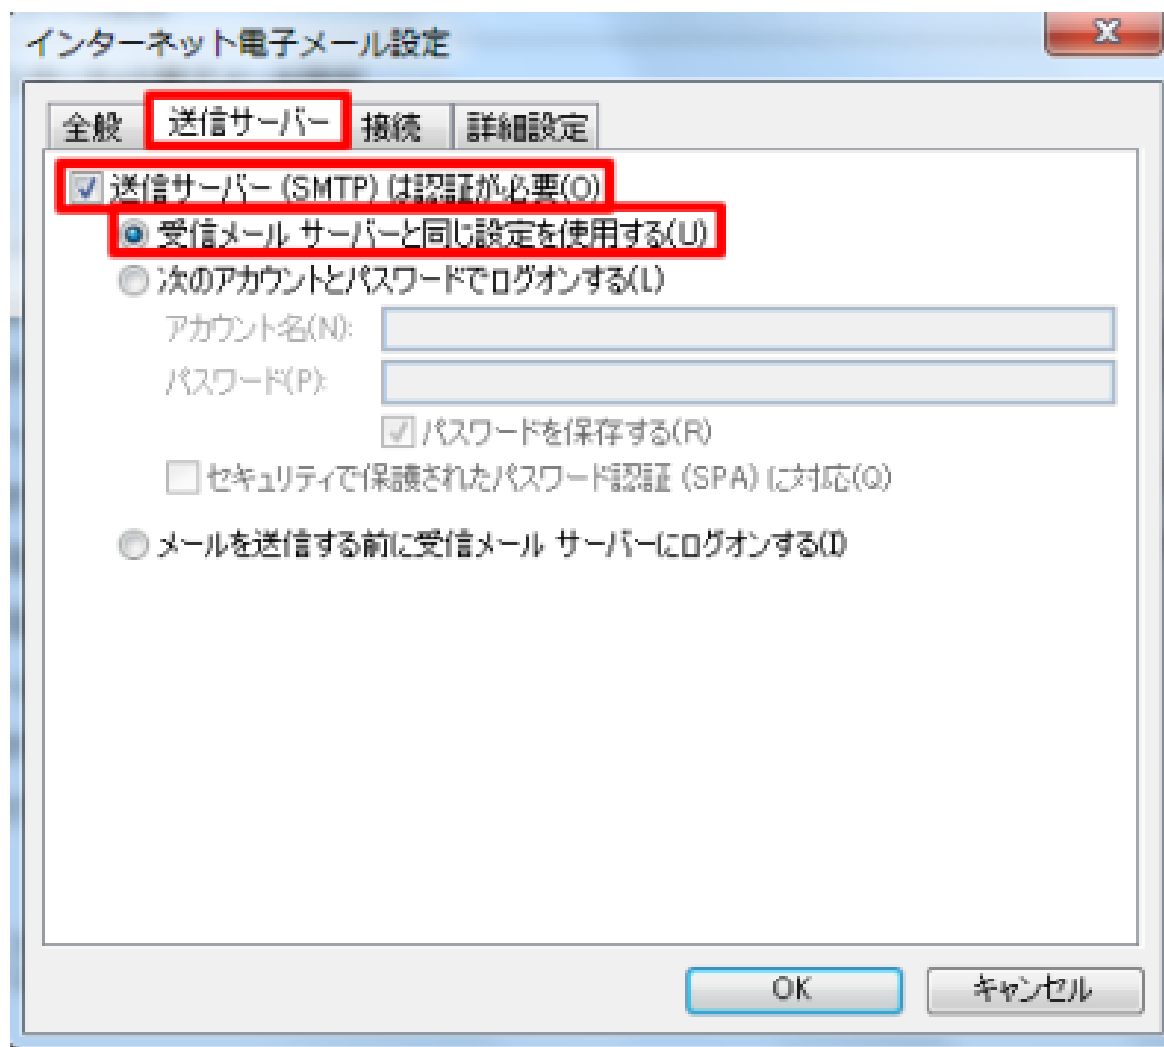 インターネット電子メール設定
全般 送信サーバー 接続 詳細設定
送信サーバー (SMTP) は認証が必要(O)
受信メール サーバーと同じ設定を使用する(U)
次のアカウントとパスワードでログオンする(L)
アカウント名(N):
パスワード(P):
パスワードを保存する(R)
セキュリティで保護されたパスワード認証 (SPA) に対応(Q)
メールを送信する前に受信メール サーバーにログオンする(I)
OK キャンセル